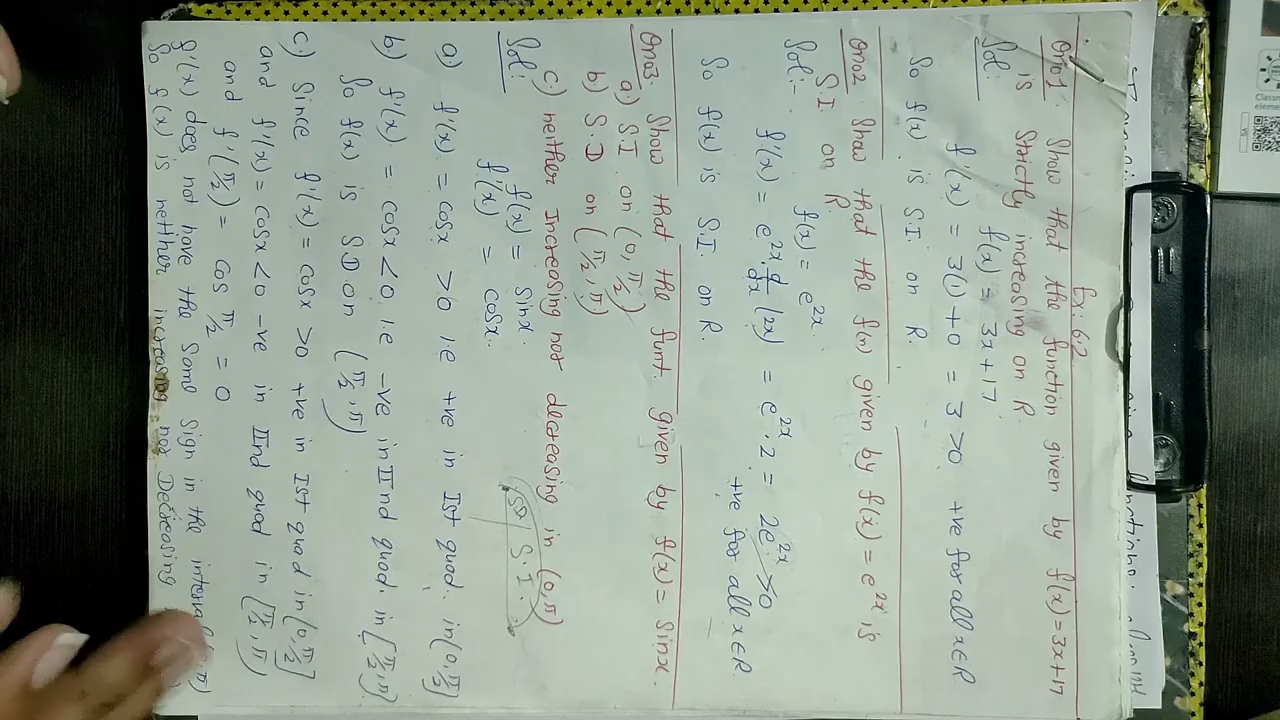 Ex: 6.2
Qno1: Show that the function given by f(x) = 3x+17
is Strictly increasing on R.
Sol: f(x) = 3x+17
f'(x) = 3(1)+0 = 3 >0 +ve for all x∈R
So f(x) is S.I. on R.
Qno2. Show that the f(n) given by f(x) = e^2x is
S.I. on R.
Sol:- f(x) = e^2x.
f'(x) = e^2x. d/dx (2x) = e^2x . 2 = 2e^2x >0
+ve for all x∈R
So f(x) is S.I. on R.
Qno3. Show that the funt. given by f(x) = Sinx.
a) S.I. on (0, π/2)
b) S.D on (π/2, π)
c.) neither Increasing not decreasing in (0,π)
Sol:- f(x) = Sinx.
f'(x) = cosx.
S.I.
a) f'(x) = cosx >0 i.e +ve in Ist quad. in (0, π/2]
b) f'(x) = cosx <0 i.e -ve in IInd quad. in [π/2, π)
So f(x) is S.D on (π/2, π)
c) Since f'(x) = cosx >0 +ve in Ist quad in (0, π/2]
and f'(x) = cosx <0 -ve in IInd quad in [π/2, π)
and f'(π/2) = cos π/2 = 0
f'(x) does not have the Same Sign in the π)
So f(x) is neither increasing not Decreasing